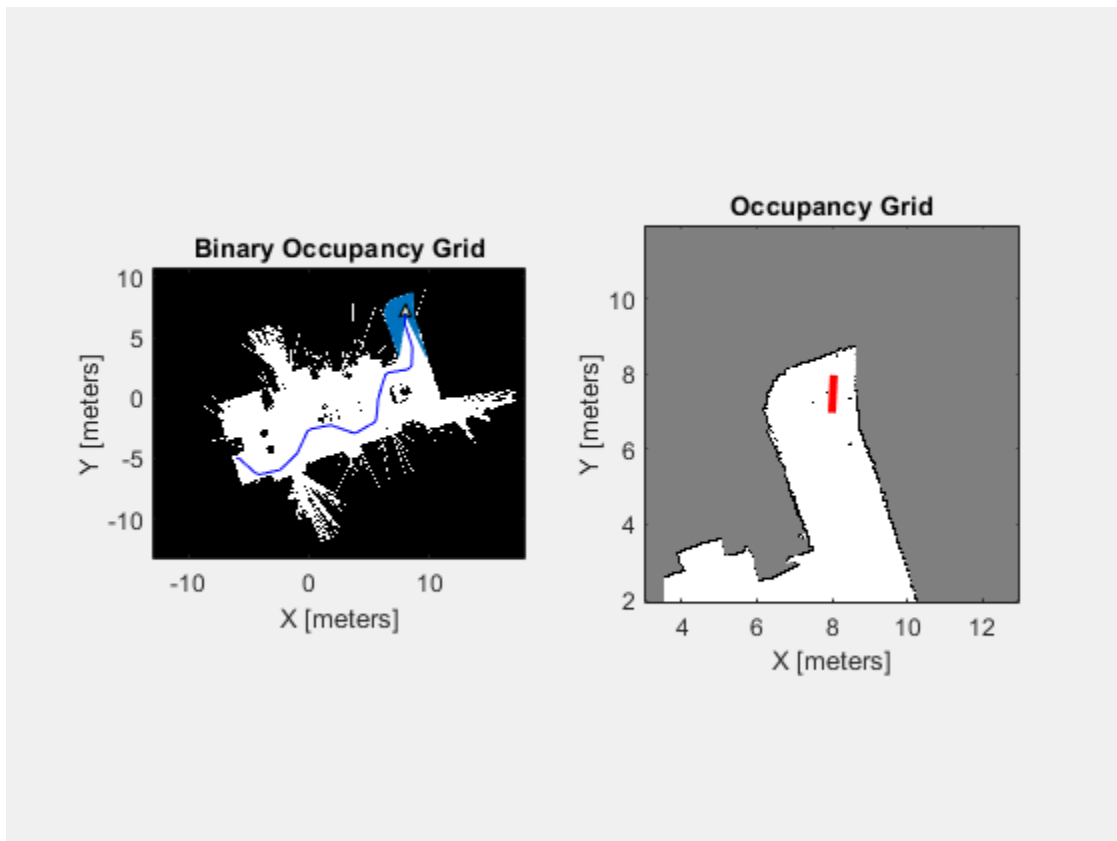 Binary Occupancy Grid
10
5
0
-5
-10
Y [meters]
-10 0 10
X [meters]
Occupancy Grid
10
8
6
4
2
Y [meters]
4 6 8 10 12
X [meters]